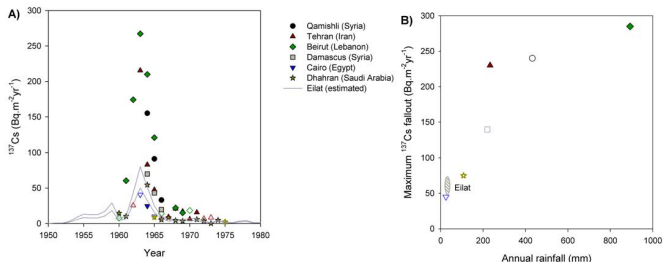 A)
300
250
200
150
100
50
0
¹³⁷Cs (Bq.m⁻²yr⁻¹)
1950 1955 1960 1965 1970 1975 1980
Year
Qamishli (Syria)
Tehran (Iran)
Beirut (Lebanon)
Damascus (Syria)
Cairo (Egypt)
Dhahran (Saudi Arabia)
Eilat (estimated)
B)
300
250
200
150
100
50
0
Maximum ¹³⁷Cs fallout (Bq.m⁻²yr⁻¹)
Eilat
0 200 400 600 800 1000
Annual rainfall (mm)